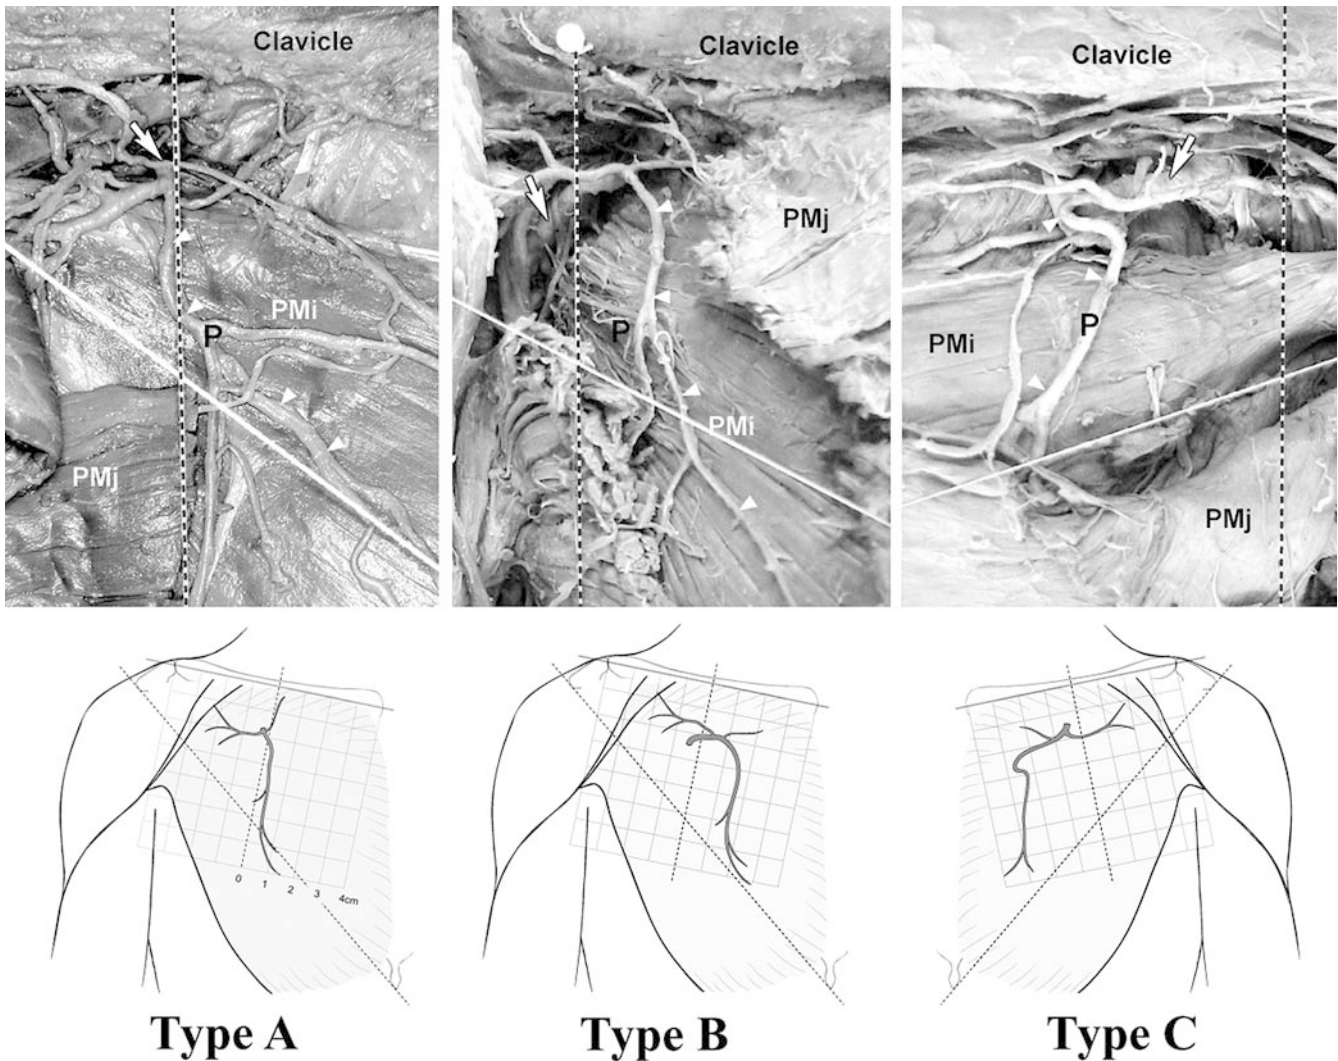 Clavicle
PMi
P
PMj
Clavicle
PMj
P
PMi
Clavicle
PMi
P
PMj
0 1 2 3 4cm
Type A
Type B
Type C